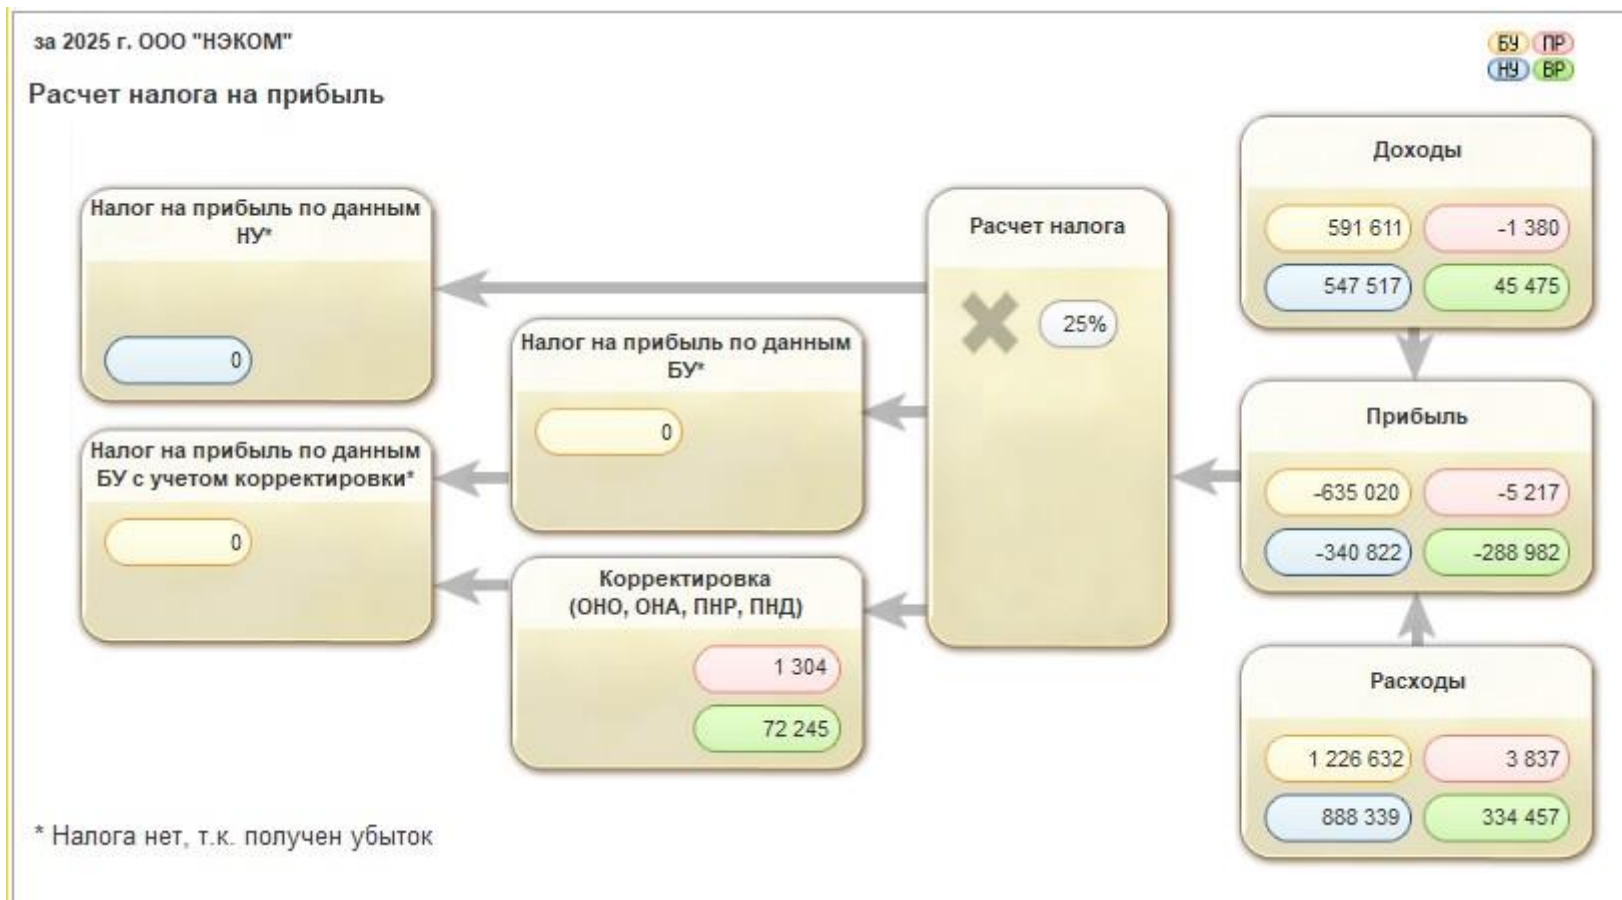 за 2025 г. ООО "НЭКОМ"
БУ ПР
НУ ВР
Расчет налога на прибыль
Налог на прибыль по данным
НУ*
0
Налог на прибыль по данным
БУ с учетом корректировки*
0
Налог на прибыль по данным
БУ*
0
Корректировка
(ОНО, ОНА, ПНР, ПНД)
1 304
72 245
Расчет налога
25%
Доходы
591 611 -1 380
547 517 45 475
Прибыль
-635 020 -5 217
-340 822 -288 982
Расходы
1 226 632 3 837
888 339 334 457
* Налога нет, т.к. получен убыток